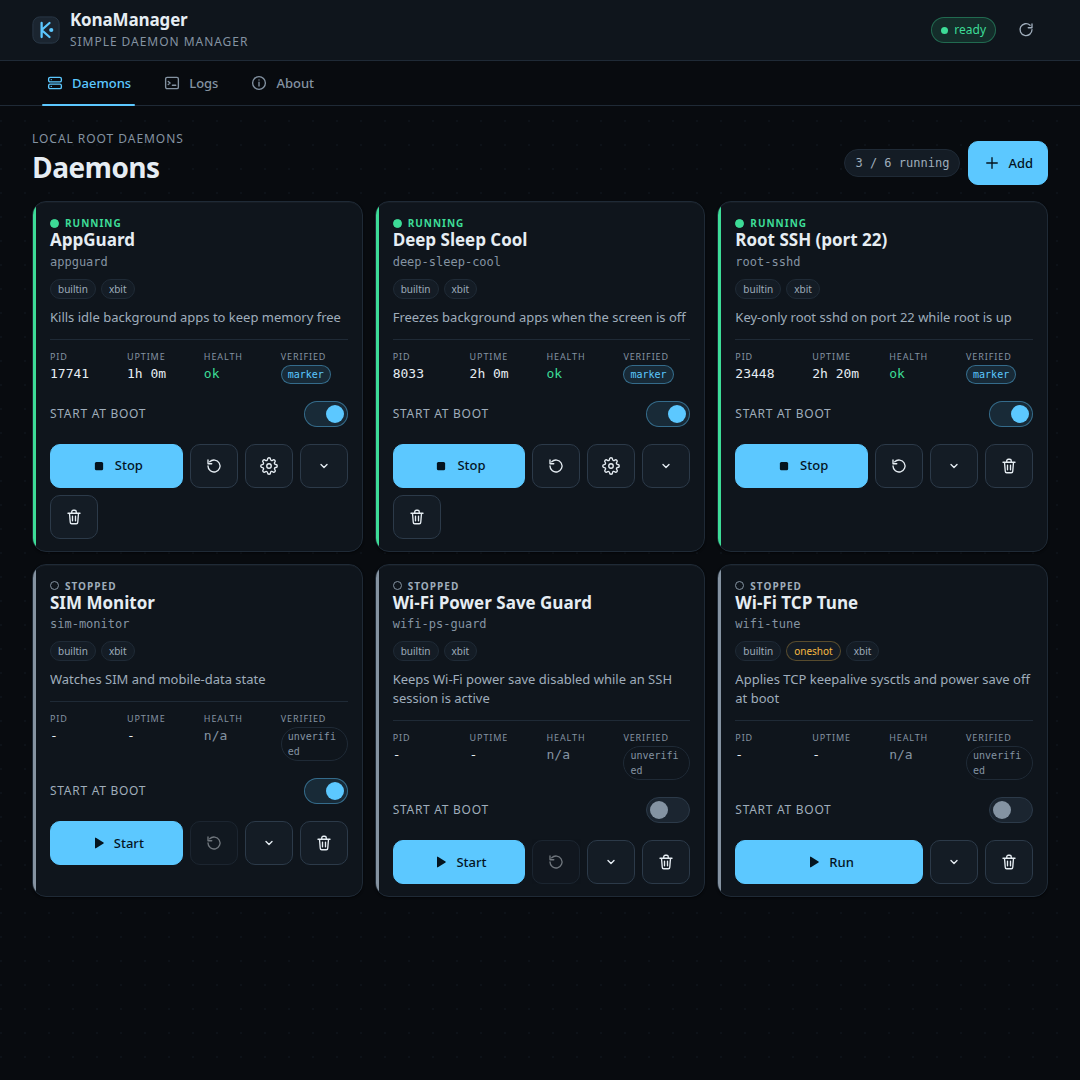 KonaManager
SIMPLE DAEMON MANAGER
ready
Daemons
Logs
About
LOCAL ROOT DAEMONS
Daemons
3 / 6 running
Add
RUNNING
AppGuard
appguard
builtin xbit
Kills idle background apps to keep memory free
PID UPTIME HEALTH VERIFIED
17741 1h 0m ok marker
START AT BOOT
Stop
RUNNING
Deep Sleep Cool
deep-sleep-cool
builtin xbit
Freezes background apps when the screen is off
PID UPTIME HEALTH VERIFIED
8033 2h 0m ok marker
START AT BOOT
Stop
RUNNING
Root SSH (port 22)
root-sshd
builtin xbit
Key-only root sshd on port 22 while root is up
PID UPTIME HEALTH VERIFIED
23448 2h 20m ok marker
START AT BOOT
Stop
STOPPED
SIM Monitor
sim-monitor
builtin xbit
Watches SIM and mobile-data state
PID UPTIME HEALTH VERIFIED
- - n/a unverifi
ed
START AT BOOT
Start
STOPPED
Wi-Fi Power Save Guard
wifi-ps-guard
builtin xbit
Keeps Wi-Fi power save disabled while an SSH
session is active
PID UPTIME HEALTH VERIFIED
- - n/a unverifi
ed
START AT BOOT
Start
STOPPED
Wi-Fi TCP Tune
wifi-tune
builtin oneshot xbit
Applies TCP keepalive sysctls and power save off
at boot
PID UPTIME HEALTH VERIFIED
- - n/a unverifi
ed
START AT BOOT
Run